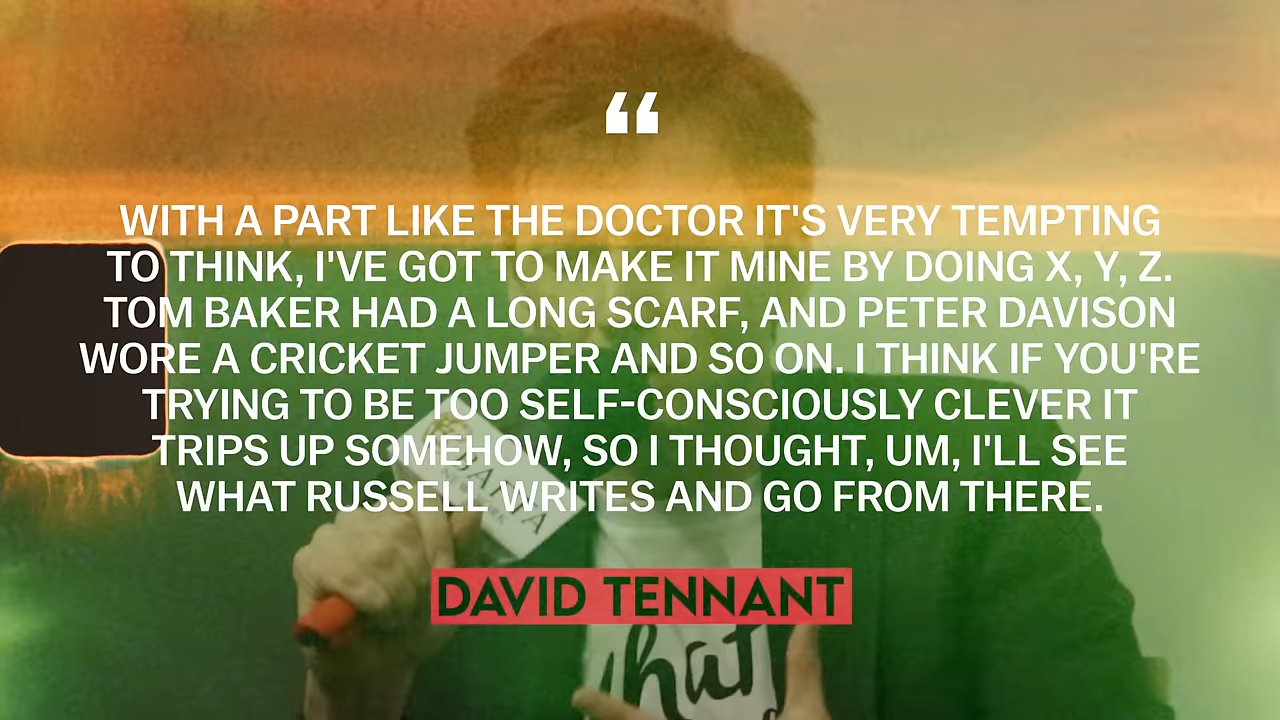 “
WITH A PART LIKE THE DOCTOR IT'S VERY TEMPTING
TO THINK, I'VE GOT TO MAKE IT MINE BY DOING X, Y, Z.
TOM BAKER HAD A LONG SCARF, AND PETER DAVISON
WORE A CRICKET JUMPER AND SO ON. I THINK IF YOU'RE
TRYING TO BE TOO SELF-CONSCIOUSLY CLEVER IT
TRIPS UP SOMEHOW, SO I THOUGHT, UM, I'LL SEE
WHAT RUSSELL WRITES AND GO FROM THERE.
DAVID TENNANT